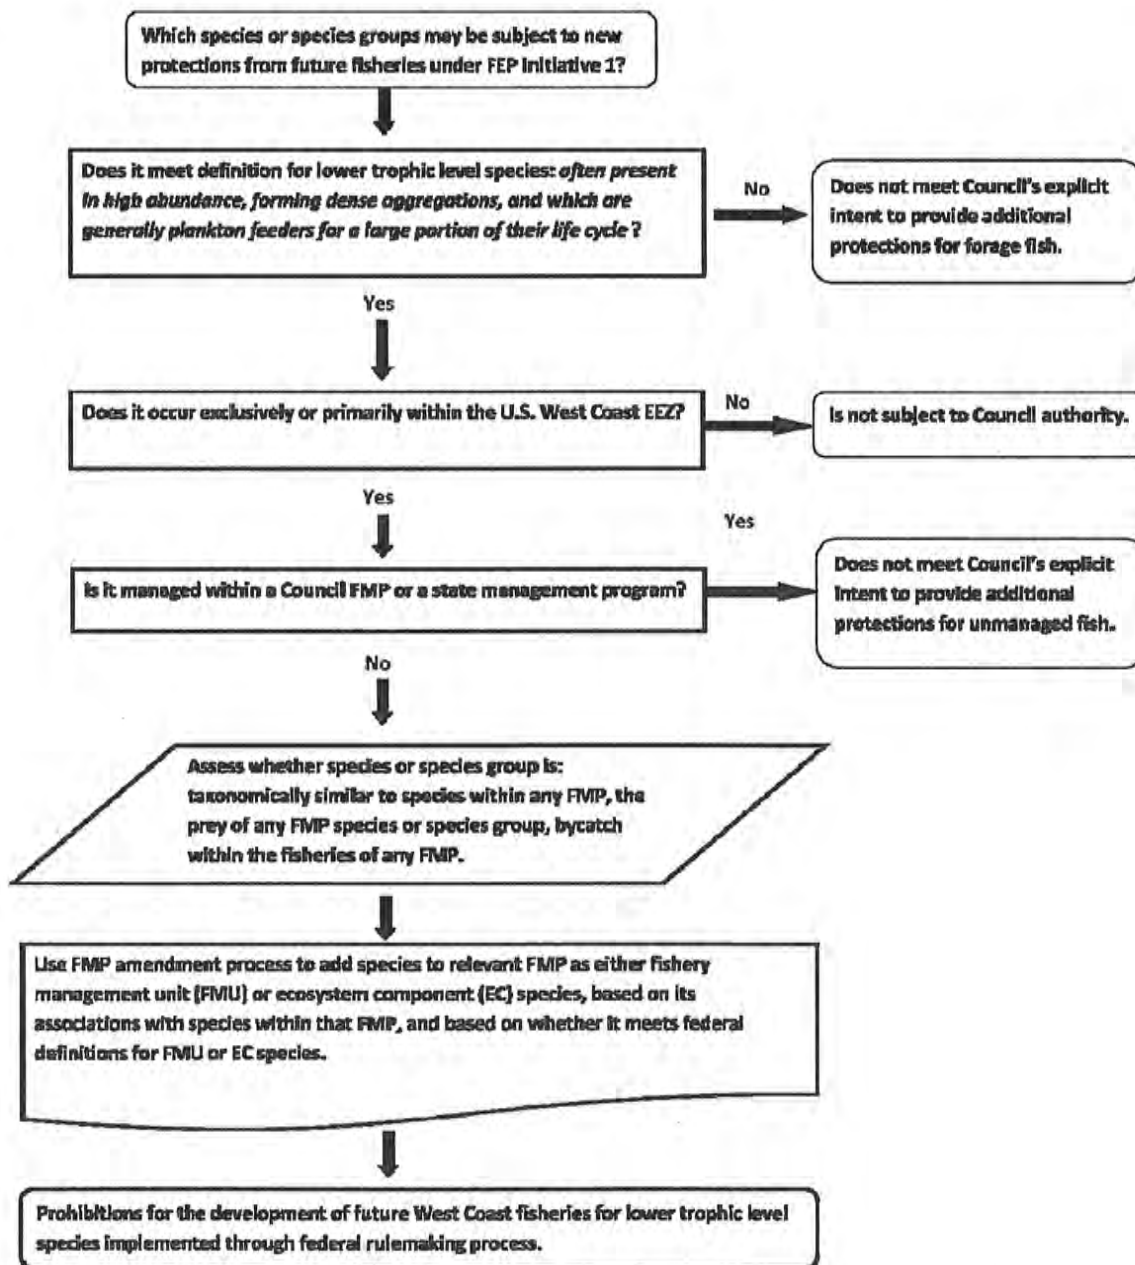 Which species or species groups may be subject to new
protections from future fisheries under FEP Initiative 1?
Does it meet definition for lower trophic level species: often present
in high abundance, forming dense aggregations, and which are
generally plankton feeders for a large portion of their life cycle?
No
Does not meet Council's explicit
intent to provide additional
protections for forage fish.
Yes
Does it occur exclusively or primarily within the U.S. West Coast EEZ?
No
Is not subject to Council authority.
Yes
Yes
Is it managed within a Council FMP or a state management program?
Does not meet Council's explicit
intent to provide additional
protections for unmanaged fish.
No
Assess whether species or species group is:
taxonomically similar to species within any FMP, the
prey of any FMP species or species group, bycatch
within the fisheries of any FMP.
Use FMP amendment process to add species to relevant FMP as either fishery
management unit (FMU) or ecosystem component (EC) species, based on its
associations with species within that FMP, and based on whether it meets federal
definitions for FMU or EC species.
Prohibitions for the development of future West Coast fisheries for lower trophic level
species implemented through federal rulemaking process.